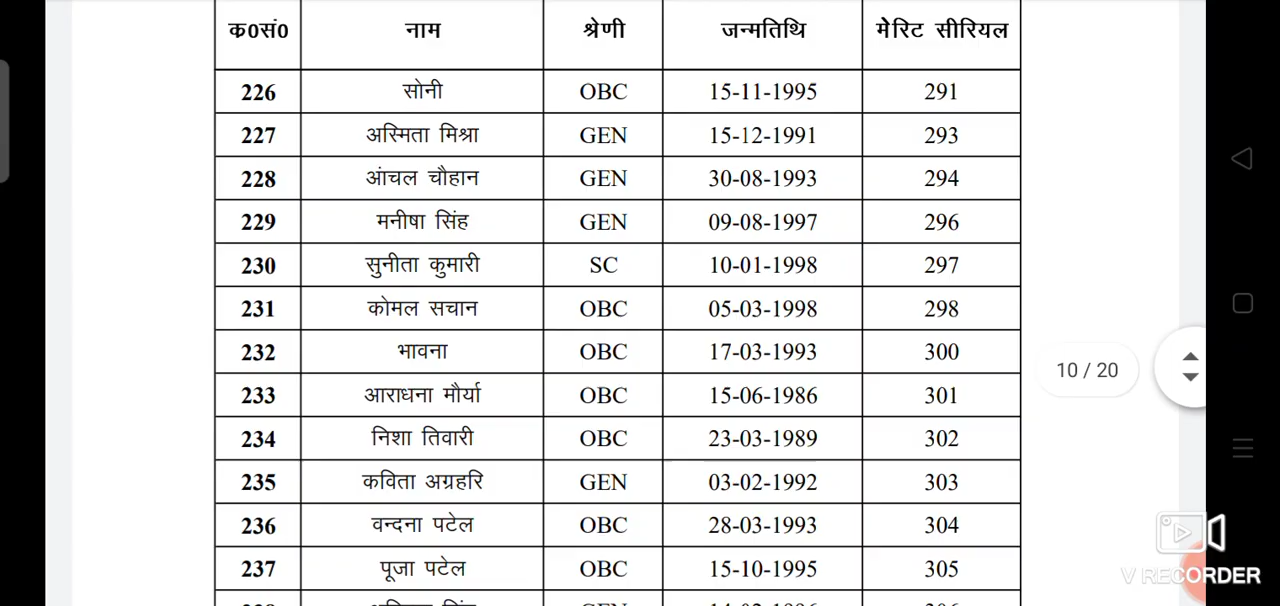 क0सं0 नाम श्रेणी जन्मतिथि मेरिट सीरियल
226 सोनी OBC 15-11-1995 291
227 अस्मिता मिश्रा GEN 15-12-1991 293
228 आंचल चौहान GEN 30-08-1993 294
229 मनीषा सिंह GEN 09-08-1997 296
230 सुनीता कुमारी SC 10-01-1998 297
231 कोमल सचान OBC 05-03-1998 298
232 भावना OBC 17-03-1993 300
233 आराधना मौर्या OBC 15-06-1986 301
10 / 20
234 निशा तिवारी OBC 23-03-1989 302
235 कविता अग्रहरि GEN 03-02-1992 303
236 वन्दना पटेल OBC 28-03-1993 304
237 पूजा पटेल OBC 15-10-1995 305
V RECORDER